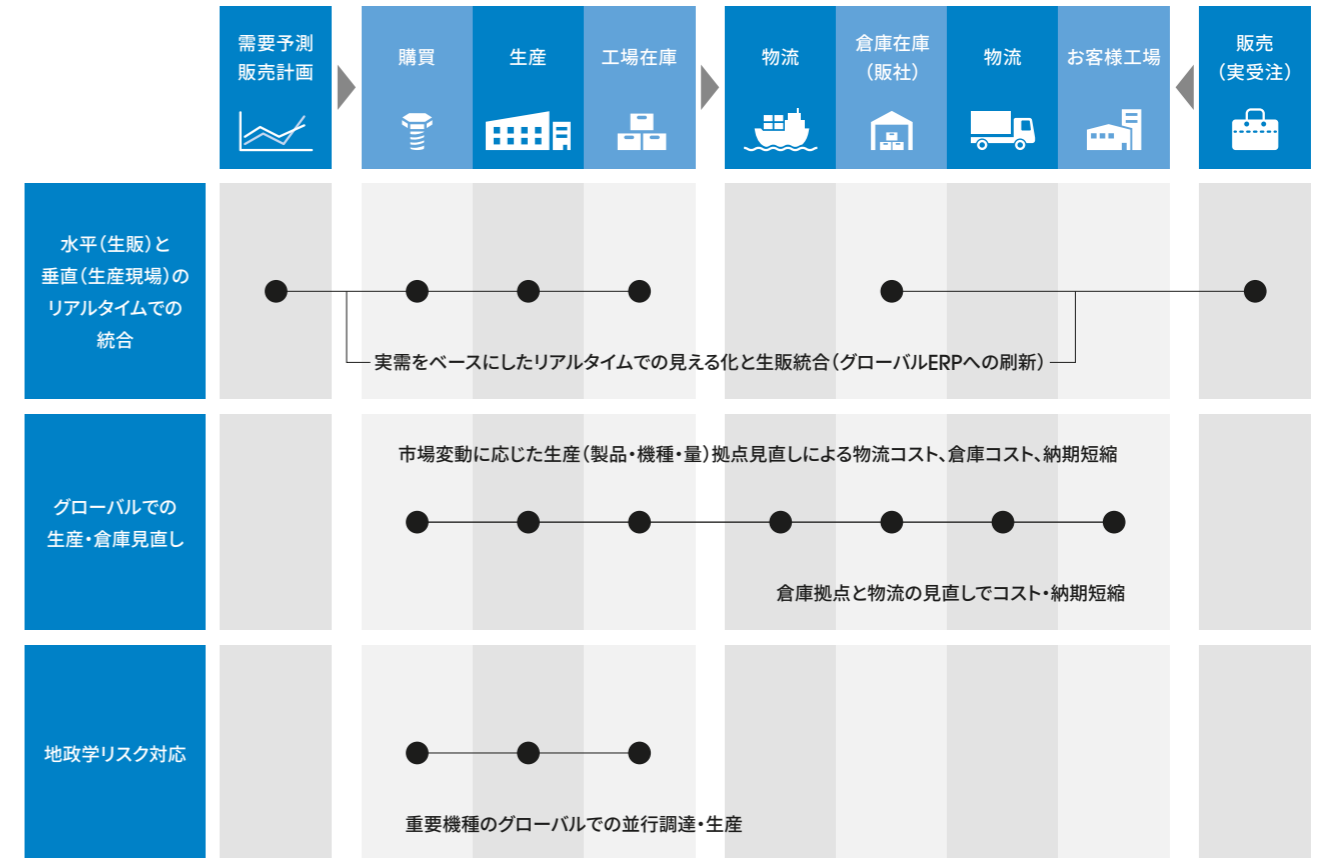 需要予測
販売計画
購買
生産
工場在庫
物流
倉庫在庫
（販社）
物流
お客様工場
販売
（実受注）
水平（生販）と
垂直（生産現場）の
リアルタイムでの
統合
実需をベースにしたリアルタイムでの見える化と生販統合（グローバルERPへの刷新）
グローバルでの
生産・倉庫見直し
市場変動に応じた生産（製品・機種・量）拠点見直しによる物流コスト、倉庫コスト、納期短縮
倉庫拠点と物流の見直しでコスト・納期短縮
地政学リスク対応
重要機種のグローバルでの並行調達・生産